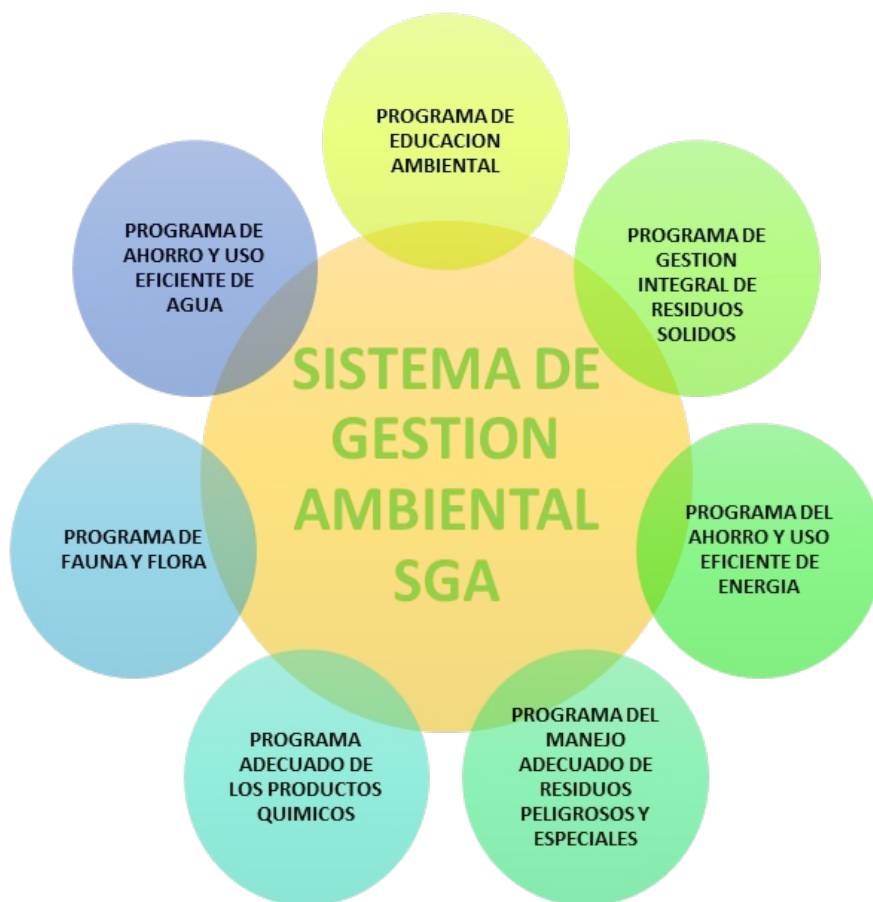 PROGRAMA DE
EDUCACION
AMBIENTAL
PROGRAMA DE
GESTION
INTEGRAL DE
RESIDUOS
SOLIDOS
PROGRAMA DEL
AHORRO Y USO
EFICIENTE DE
ENERGIA
PROGRAMA DEL
MANEJO
ADECUADO DE
RESIDUOS
PELIGROSOS Y
ESPECIALES
PROGRAMA
ADECUADO DE
LOS PRODUCTOS
QUIMICOS
PROGRAMA DE
FAUNA Y FLORA
PROGRAMA DE
AHORRO Y USO
EFICIENTE DE
AGUA
SISTEMA DE
GESTION
AMBIENTAL
SGA